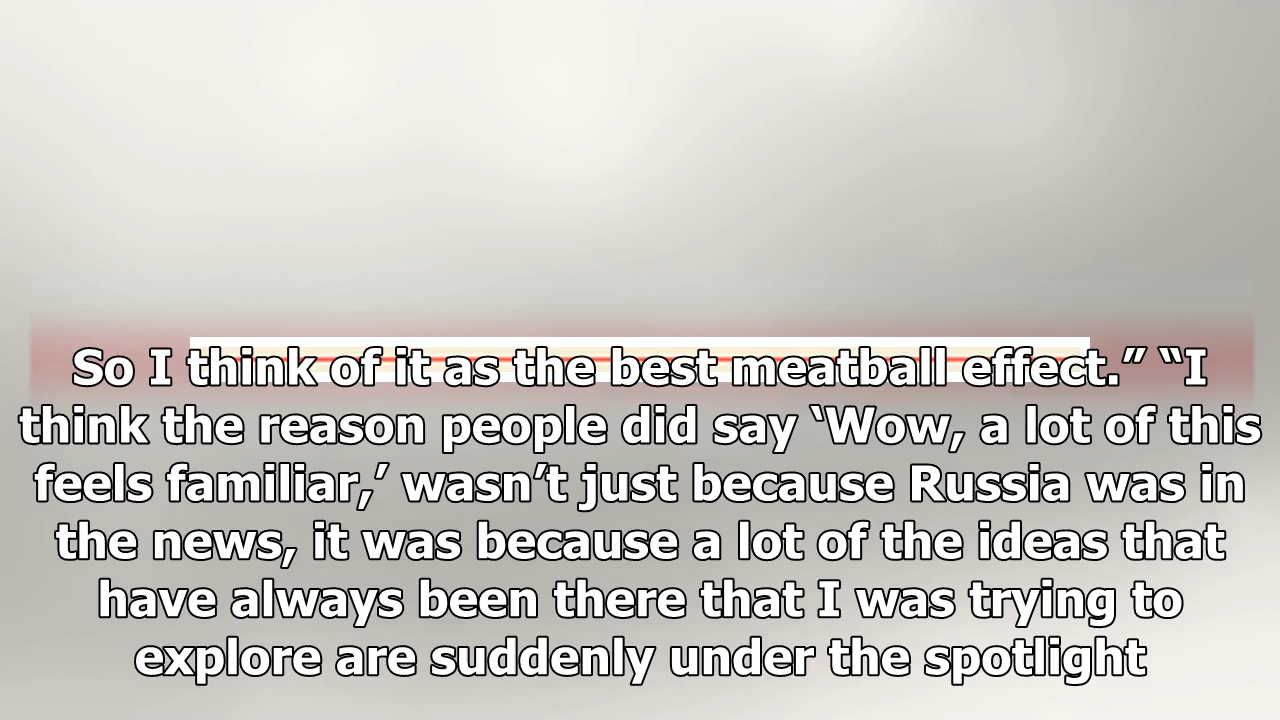 So I think of it as the best meatball effect.” “I
think the reason people did say ‘Wow, a lot of this
feels familiar,’ wasn’t just because Russia was in
the news, it was because a lot of the ideas that
have always been there that I was trying to
explore are suddenly under the spotlight